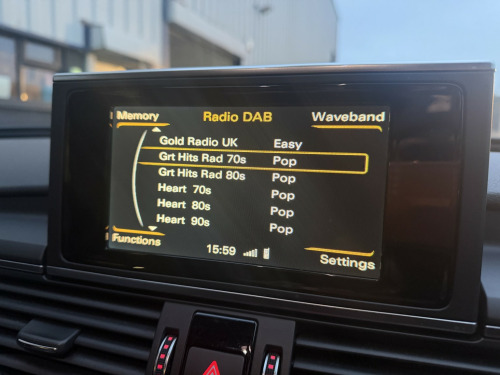 Memory Radio DAB Waveband
Gold Radio UK Easy
Grt Hits Rad 70s Pop
Grt Hits Rad 80s Pop
Heart 70s Pop
Heart 80s Pop
Heart 90s Pop
Functions 15:59 Settings